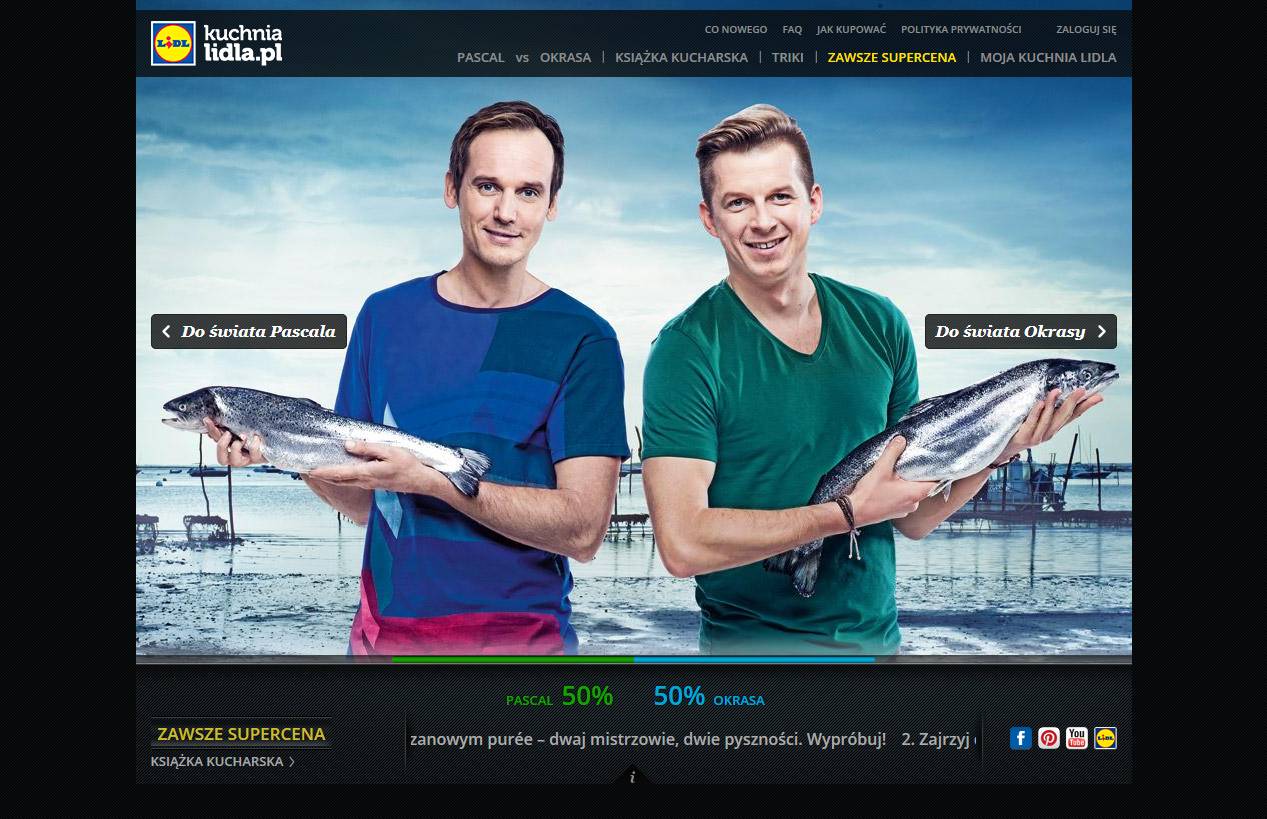 LIDL
kuchnia
lidla.pl
CO NOWEGO FAQ JAK KUPOWAĆ POLITYKA PRYWATNOŚCI ZALOGUJ SIĘ
PASCAL vs OKRASA | KSIĄŻKA KUCHARSKA | TRIKI | ZAWSZE SUPERCENA | MOJA KUCHNIA LIDLA
Do świata Pascala
Do świata Okrasy
PASCAL 50% 50% OKRASA
ZAWSZE SUPERCENA
KSIĄŻKA KUCHARSKA
zanowym purée – dwaj mistrzowie, dwie pyszności. Wypróbuj! 2. Zajrzyj
f You Tube LIDL
i